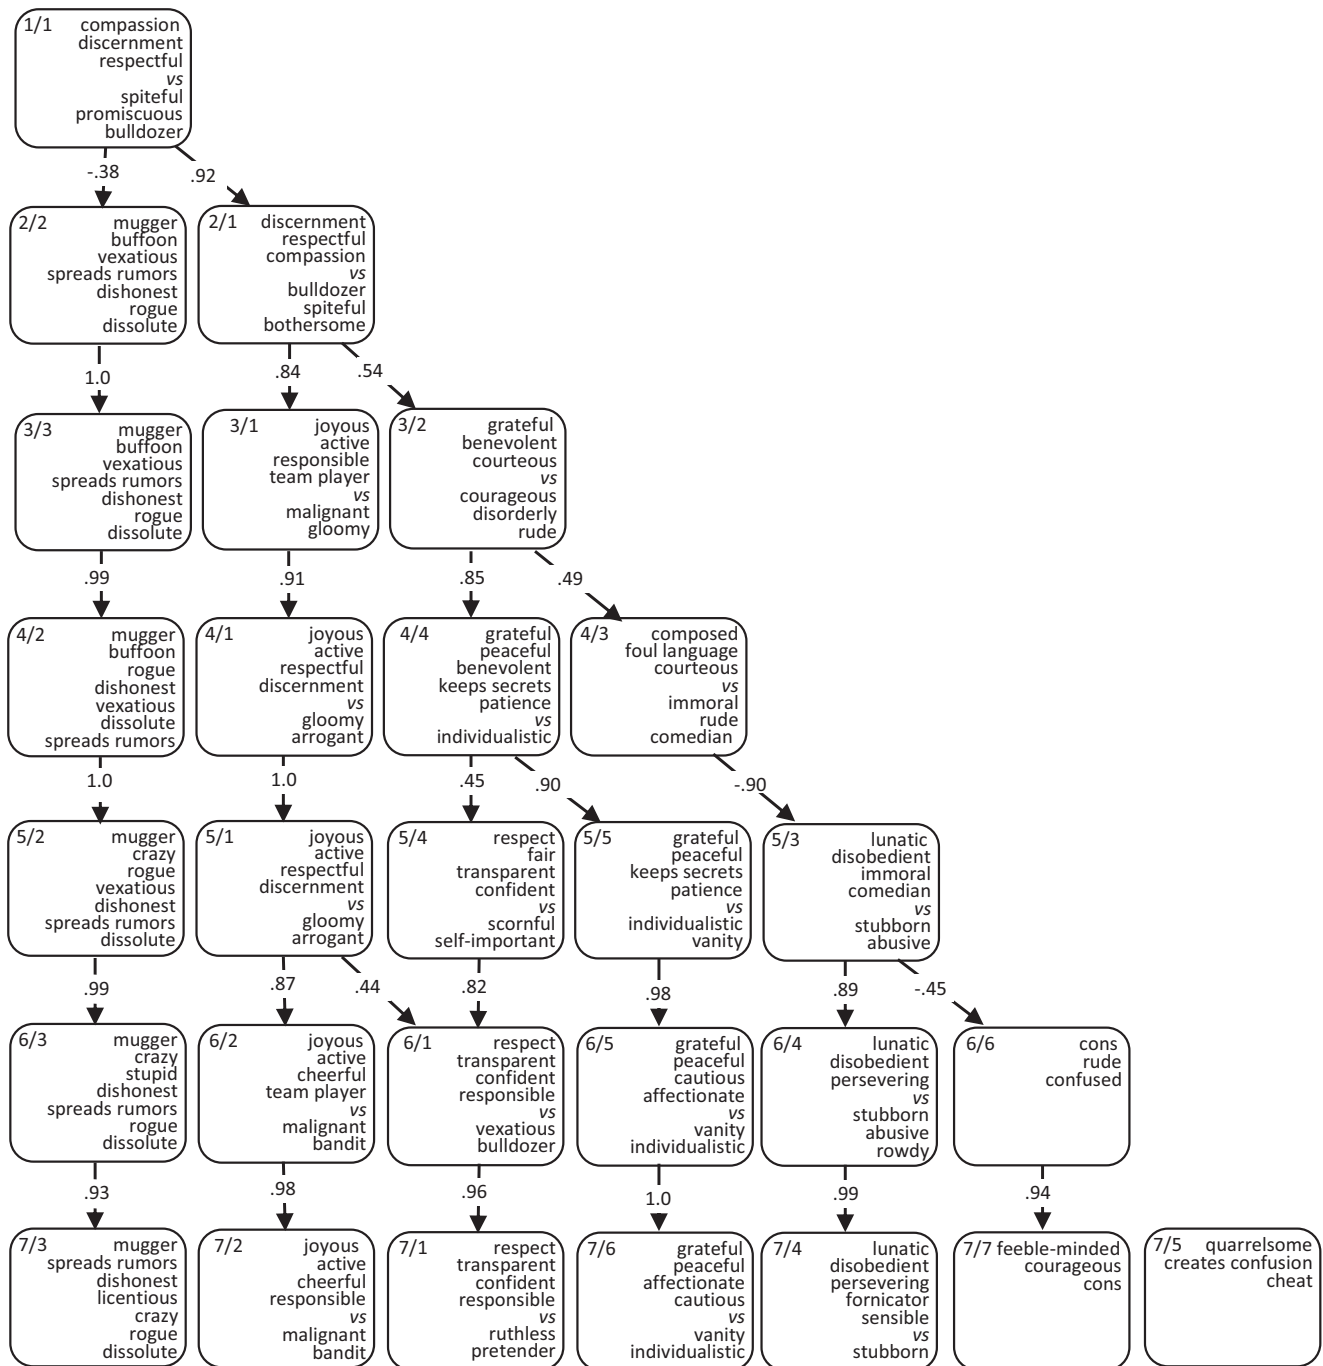 1/1 compassion
discernment
respectful
vs
spiteful
promiscuous
bulldozer
-.38
.92
2/2 mugger
buffoon
vexatious
spreads rumors
dishonest
rogue
dissolute
2/1 discernment
respectful
compassion
vs
bulldozer
spiteful
bothersome
1.0
.84
.54
3/3 mugger
buffoon
vexatious
spreads rumors
dishonest
rogue
dissolute
3/1 joyous
active
responsible
team player
vs
malignant
gloomy
3/2 grateful
benevolent
courteous
vs
courageous
disorderly
rude
.99
.91
.85
.49
4/2 mugger
buffoon
rogue
dishonest
vexatious
dissolute
spreads rumors
4/1 joyous
active
respectful
discernment
vs
gloomy
arrogant
4/4 grateful
peaceful
benevolent
keeps secrets
patience
vs
individualistic
4/3 composed
foul language
courteous
vs
immoral
rude
comedian
1.0
1.0
.45
.90
-.90
5/2 mugger
crazy
rogue
vexatious
dishonest
spreads rumors
dissolute
5/1 joyous
active
respectful
discernment
vs
gloomy
arrogant
5/4 respect
fair
transparent
confident
vs
scornful
self-important
5/5 grateful
peaceful
keeps secrets
patience
vs
individualistic
vanity
5/3 lunatic
disobedient
immoral
comedian
vs
stubborn
abusive
.99
.87
.44
.82
.98
.89
-.45
6/3 mugger
crazy
stupid
dishonest
spreads rumors
rogue
dissolute
6/2 joyous
active
cheerful
team player
vs
malignant
bandit
6/1 respect
transparent
confident
responsible
vs
vexatious
bulldozer
6/5 grateful
peaceful
cautious
affectionate
vs
vanity
individualistic
6/4 lunatic
disobedient
persevering
vs
stubborn
abusive
rowdy
6/6 cons
rude
confused
.93
.98
.96
1.0
.99
.94
7/3 mugger
spreads rumors
dishonest
licentious
crazy
rogue
dissolute
7/2 joyous
active
cheerful
responsible
vs
malignant
bandit
7/1 respect
transparent
confident
responsible
vs
ruthless
pretender
7/6 grateful
peaceful
affectionate
cautious
vs
vanity
individualistic
7/4 lunatic
disobedient
persevering
fornicator
sensible
vs
stubborn
7/7 feeble-minded
courageous
cons
7/5 quarrelsome
creates confusion
cheat